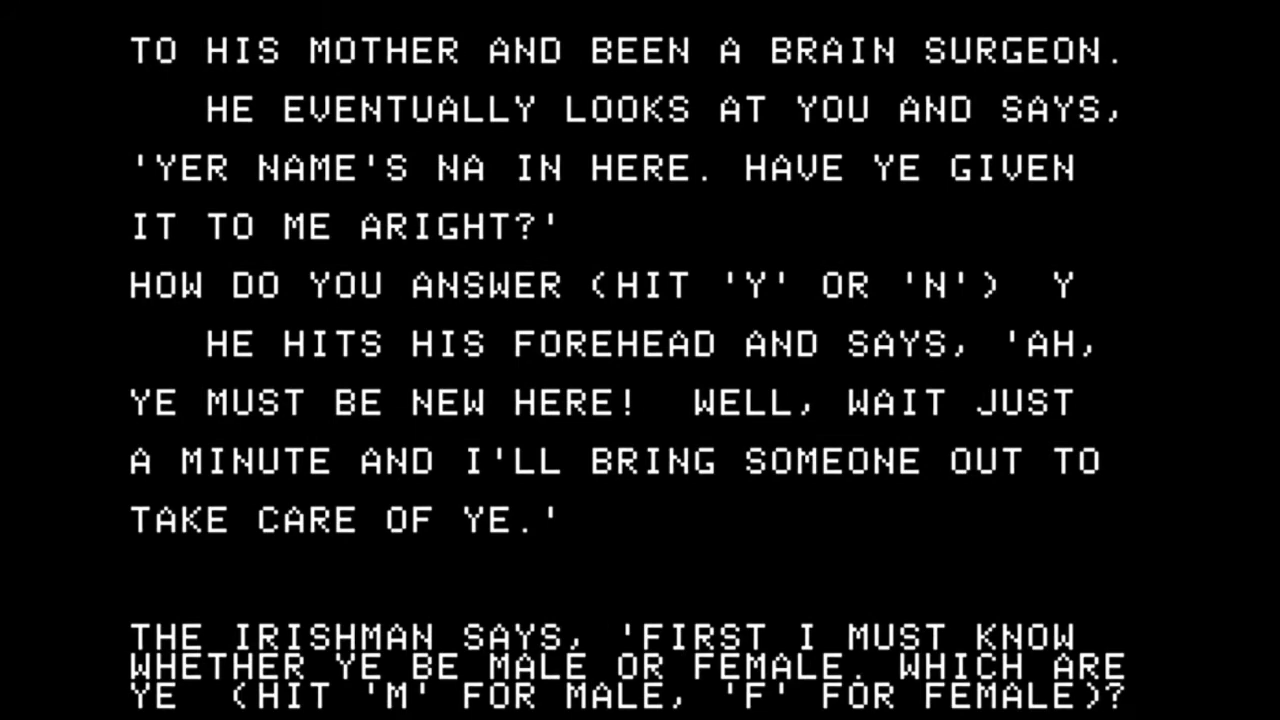 TO HIS MOTHER AND BEEN A BRAIN SURGEON.
HE EVENTUALLY LOOKS AT YOU AND SAYS,
'YER NAME'S NA IN HERE. HAVE YE GIVEN
IT TO ME ARIGHT?'
HOW DO YOU ANSWER (HIT 'Y' OR 'N')  Y
HE HITS HIS FOREHEAD AND SAYS, 'AH,
YE MUST BE NEW HERE!  WELL, WAIT JUST
A MINUTE AND I'LL BRING SOMEONE OUT TO
TAKE CARE OF YE.'
THE IRISHMAN SAYS, 'FIRST I MUST KNOW
WHETHER YE BE MALE OR FEMALE. WHICH ARE
YE  (HIT 'M' FOR MALE, 'F' FOR FEMALE)?